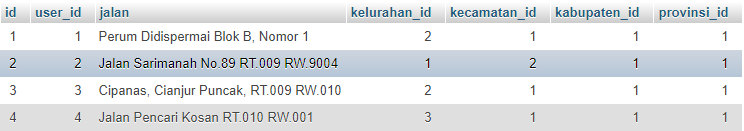 id user_id jalan kelurahan_id kecamatan_id kabupaten_id provinsi_id
1 1 Perum Didispermai Blok B, Nomor 1 2 1 1 1
2 2 Jalan Sarimanah No.89 RT.009 RW.9004 1 2 1 1
3 3 Cipanas, Cianjur Puncak, RT.009 RW.010 2 1 1 1
4 4 Jalan Pencari Kosan RT.010 RW.001 3 1 1 1